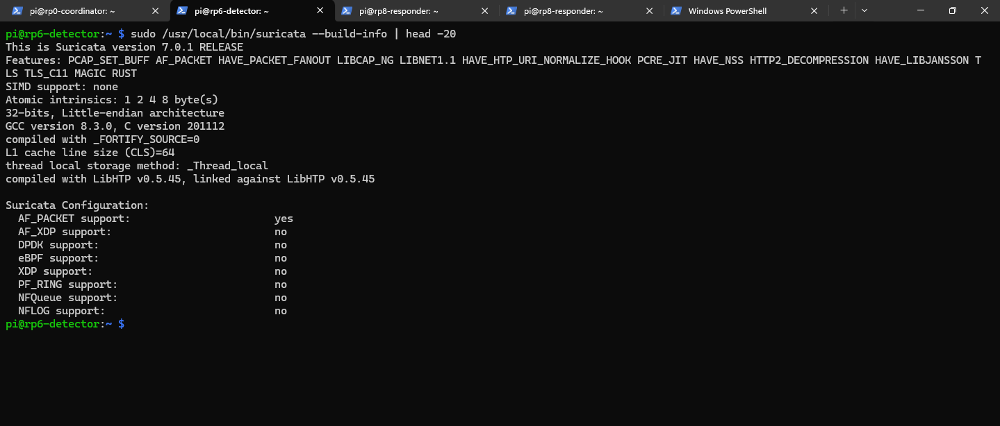 pi@rp0-coordinator: ~
pi@rp6-detector: ~
pi@rp8-responder: ~
pi@rp8-responder: ~
Windows PowerShell
pi@rp6-detector:~ $ sudo /usr/local/bin/suricata --build-info | head -20
This is Suricata version 7.0.1 RELEASE
Features: PCAP_SET_BUFF AF_PACKET HAVE_PACKET_FANOUT LIBCAP_NG LIBNET1.1 HAVE_HTP_URI_NORMALIZE_HOOK PCRE_JIT HAVE_NSS HTTP2_DECOMPRESSION HAVE_LIBJANSSON T
LS TLS_C11 MAGIC RUST
SIMD support: none
Atomic intrinsics: 1 2 4 8 byte(s)
32-bits, Little-endian architecture
GCC version 8.3.0, C version 201112
compiled with _FORTIFY_SOURCE=0
L1 cache line size (CLS)=64
thread local storage method: _Thread_local
compiled with LibHTP v0.5.45, linked against LibHTP v0.5.45
Suricata Configuration:
AF_PACKET support: yes
AF_XDP support: no
DPDK support: no
eBPF support: no
XDP support: no
PF_RING support: no
NFQueue support: no
NFLOG support: no
pi@rp6-detector:~ $